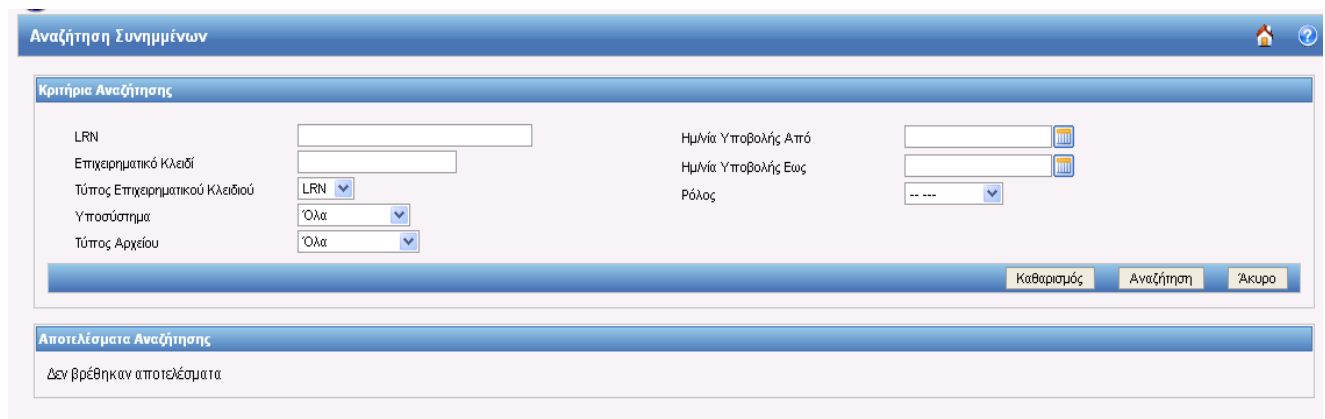 Αναζήτηση Συνημμένων
Κριτήρια Αναζήτησης
LRN
Επιχειρηματικό Κλειδί
Τύπος Επιχειρηματικού Κλειδιού LRN
Υποσύστημα Όλα
Τύπος Αρχείου Όλα
Ημ/νία Υποβολής Από
Ημ/νία Υποβολής Εως
Ρόλος -- ---
Καθαρισμός Αναζήτηση Άκυρο
Αποτελέσματα Αναζήτησης
Δεν βρέθηκαν αποτελέσματα